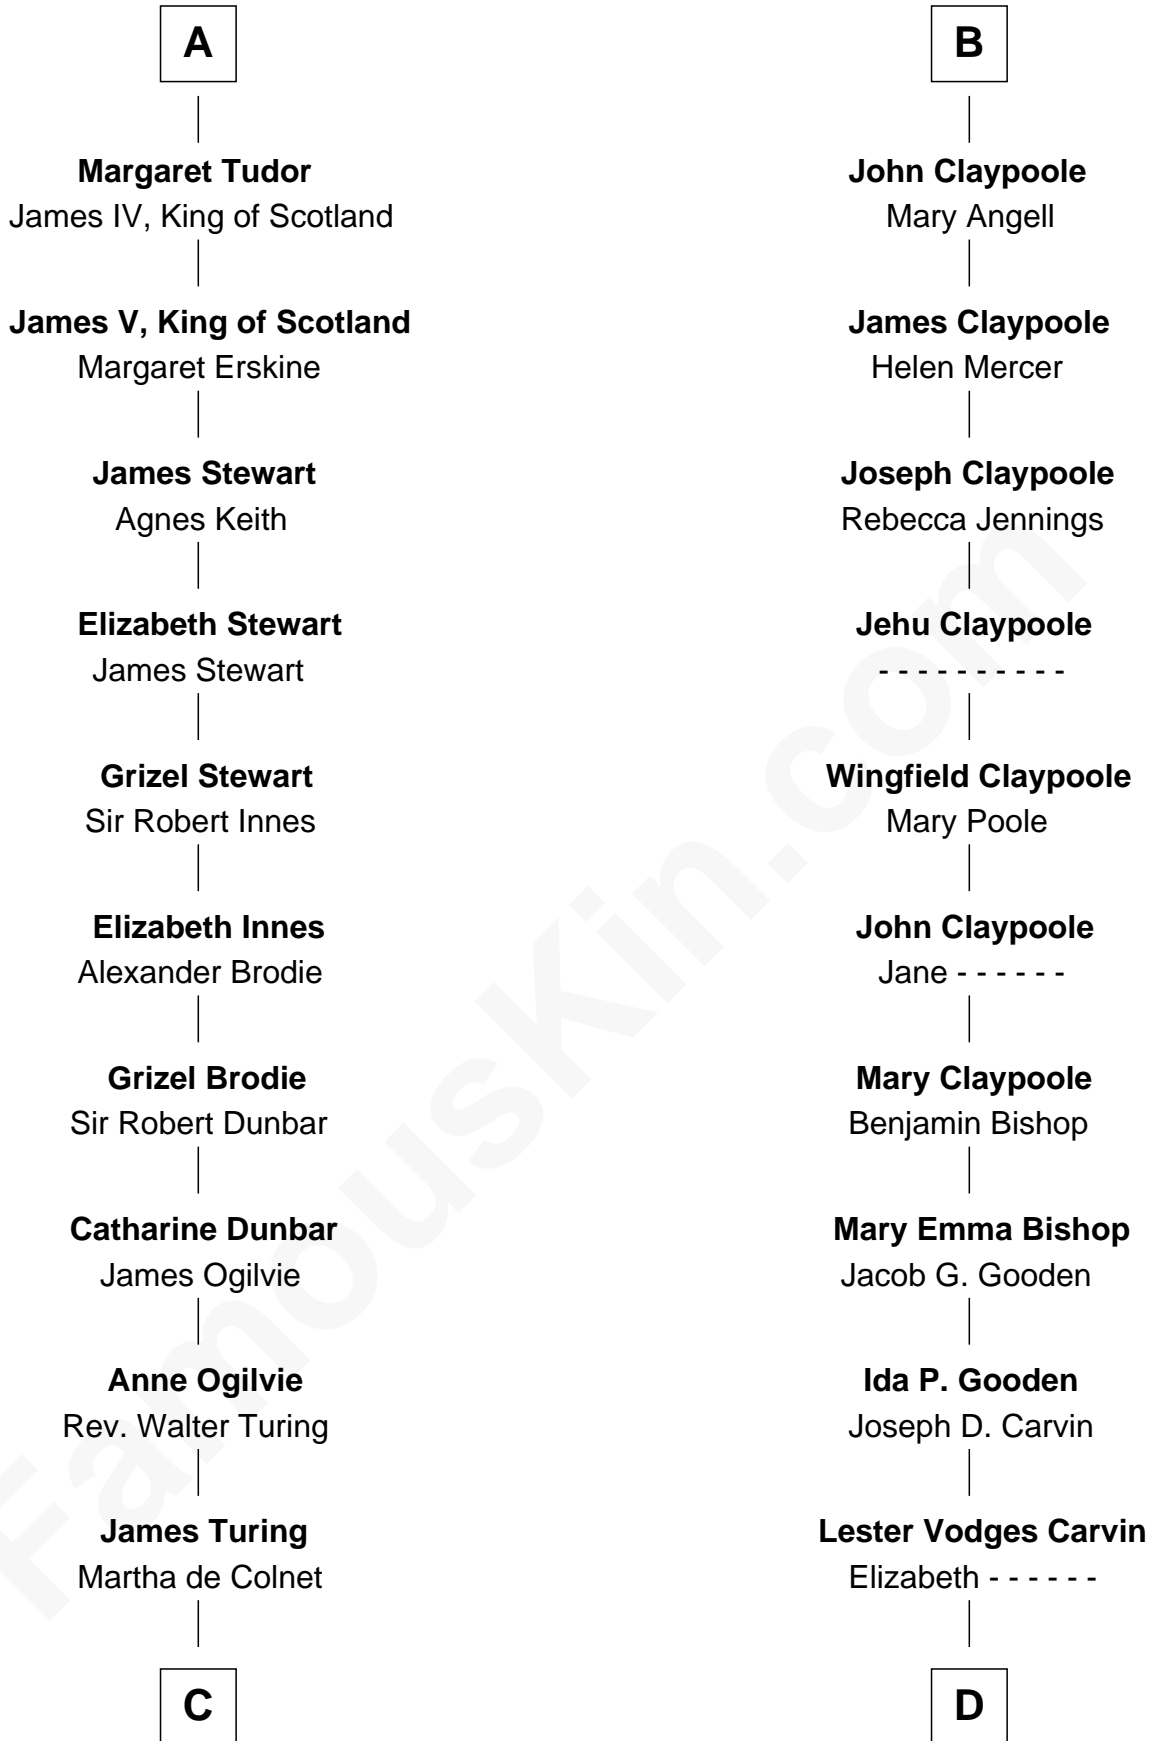 A
Margaret Tudor
James IV, King of Scotland
James V, King of Scotland
Margaret Erskine
James Stewart
Agnes Keith
Elizabeth Stewart
James Stewart
Grizel Stewart
Sir Robert Innes
Elizabeth Innes
Alexander Brodie
Grizel Brodie
Sir Robert Dunbar
Catharine Dunbar
James Ogilvie
Anne Ogilvie
Rev. Walter Turing
James Turing
Martha de Colnet
C
B
John Claypoole
Mary Angell
James Claypoole
Helen Mercer
Joseph Claypoole
Rebecca Jennings
Jehu Claypoole
- - - - - - - - - -
Wingfield Claypoole
Mary Poole
John Claypoole
Jane - - - - - -
Mary Claypoole
Benjamin Bishop
Mary Emma Bishop
Jacob G. Gooden
Ida P. Gooden
Joseph D. Carvin
Lester Vodges Carvin
Elizabeth - - - - - -
D
FamousKin.com